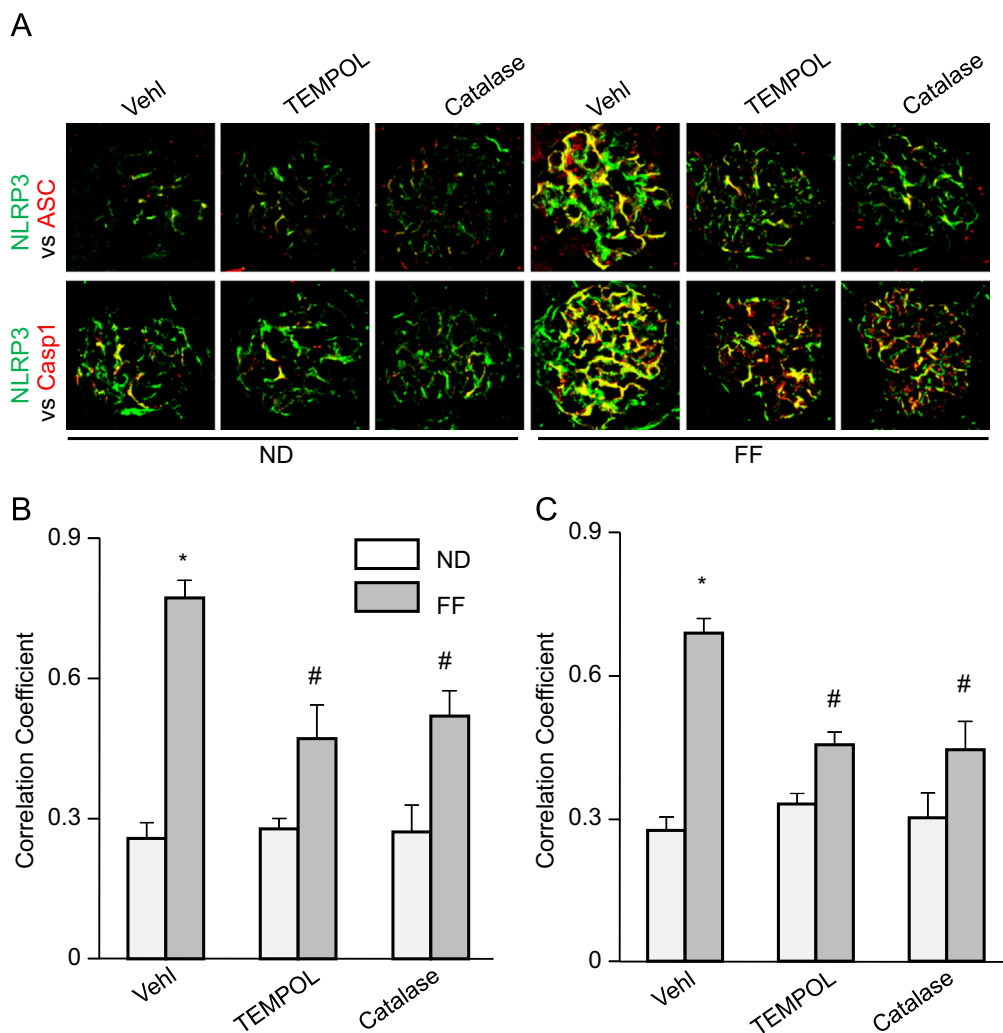 A
Vehl TEMPOL Catalase Vehl TEMPOL Catalase
NLRP3
vs ASC
NLRP3
vs Casp1
ND FF
B
Correlation Coefficient
0.9
0.6
0.3
0
*
#
#
ND
FF
Vehl TEMPOL Catalase
C
Correlation Coefficient
0.9
0.6
0.3
0
*
#
#
Vehl TEMPOL Catalase